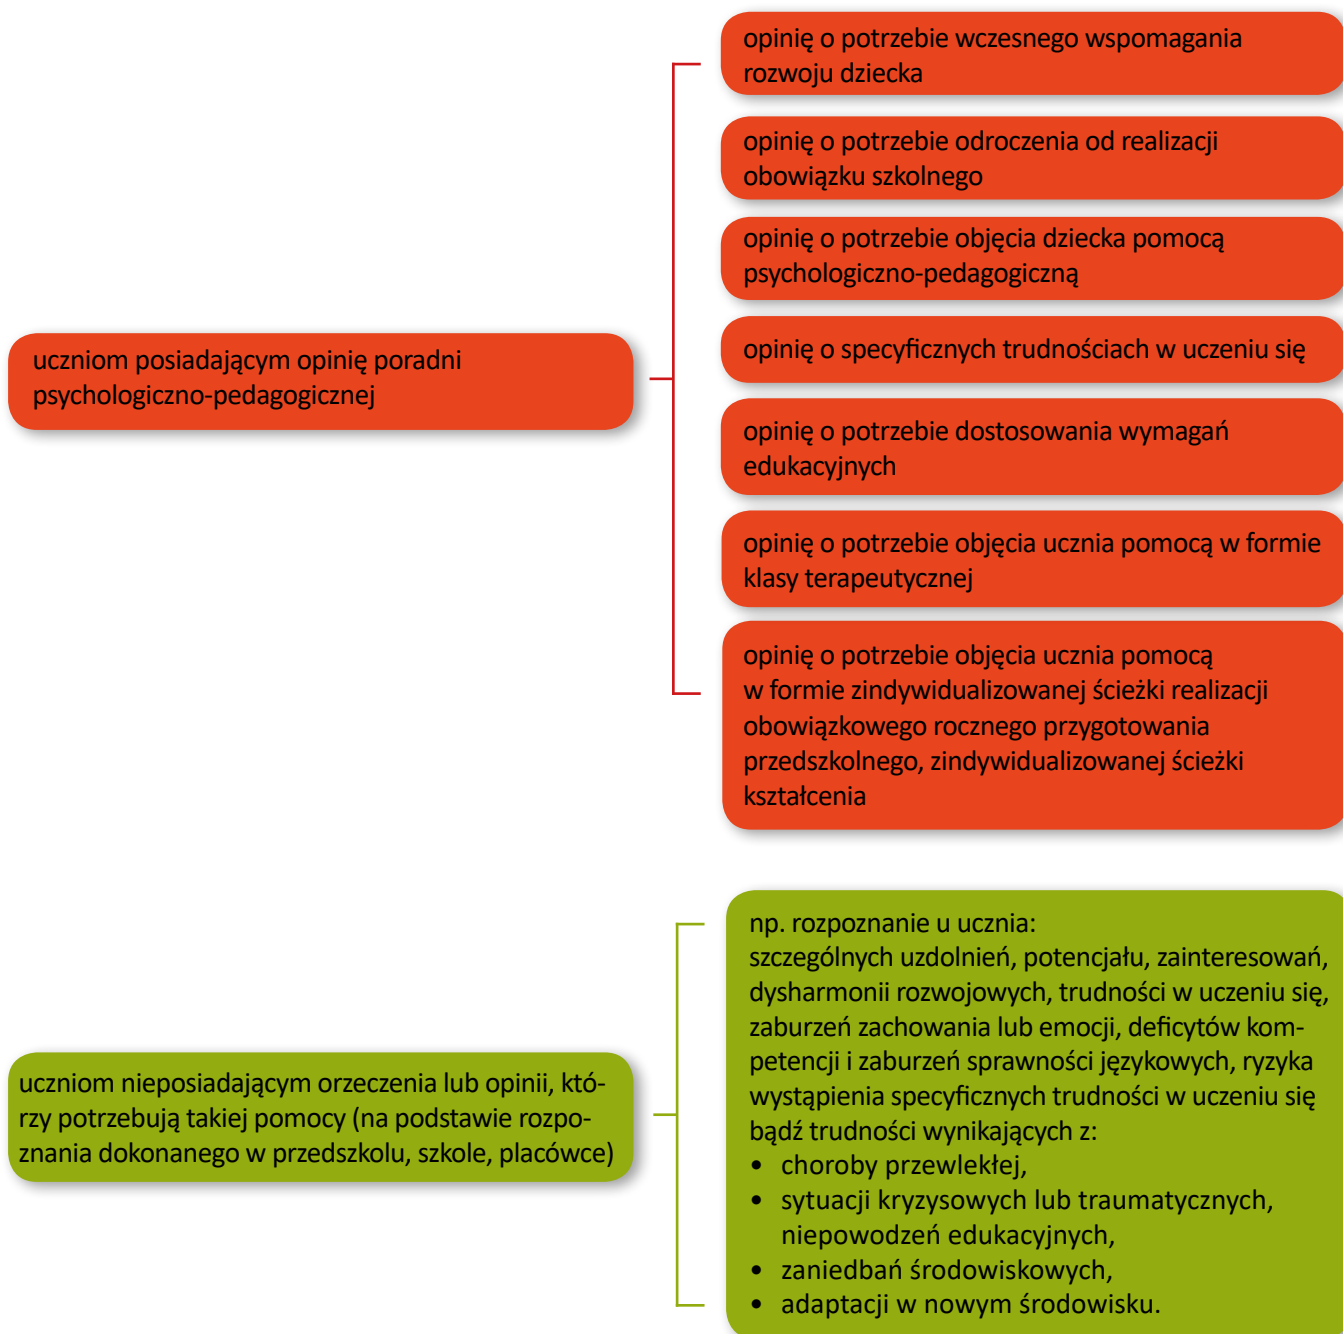 uczniom posiadającym opinię poradni
psychologiczno-pedagogicznej
opinię o potrzebie wczesnego wspomagania
rozwoju dziecka
opinię o potrzebie odroczenia od realizacji
obowiązku szkolnego
opinię o potrzebie objęcia dziecka pomocą
psychologiczno-pedagogiczną
opinię o specyficznych trudnościach w uczeniu się
opinię o potrzebie dostosowania wymagań
edukacyjnych
opinię o potrzebie objęcia ucznia pomocą w formie
klasy terapeutycznej
opinię o potrzebie objęcia ucznia pomocą
w formie zindywidualizowanej ścieżki realizacji
obowiązkowego rocznego przygotowania
przedszkolnego, zindywidualizowanej ścieżki
kształcenia
uczniom nieposiadającym orzeczenia lub opinii, któ-
rzy potrzebują takiej pomocy (na podstawie rozpo-
znania dokonanego w przedszkolu, szkole, placówce)
np. rozpoznanie u ucznia:
szczególnych uzdolnień, potencjału, zainteresowań,
dysharmonii rozwojowych, trudności w uczeniu się,
zaburzeń zachowania lub emocji, deficytów kom-
petencji i zaburzeń sprawności językowych, ryzyka
wystąpienia specyficznych trudności w uczeniu się
bądź trudności wynikających z:
• choroby przewlekłej,
• sytuacji kryzysowych lub traumatycznych,
niepowodzeń edukacyjnych,
• zaniedbań środowiskowych,
• adaptacji w nowym środowisku.